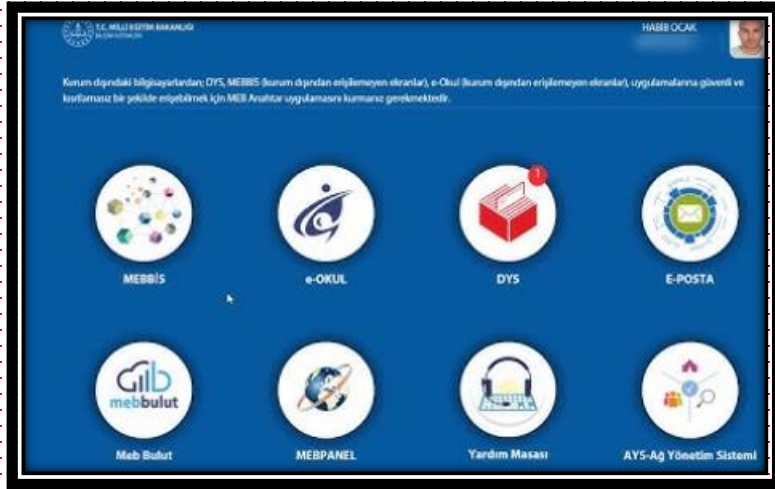 T.C. MİLLİ EĞİTİM BAKANLIĞI
HABİB OCAK
Kurum dışındaki bilgisayarlardan; DYS, MEBBİS (kurum dışından erişilemeyen ekranlar), e-Okul (kurum dışından erişilemeyen ekranlar), uygulamalarına güvenli ve
kısıtlamasız bir şekilde erişebilmek için MEB Anahtar uygulamasını kurmanız gerekmektedir.
1
MEBBİS e-OKUL DYS E-POSTA
mebbulut
Meb Bulut MEBPANEL Yardım Masası AYS-Ağ Yönetim Sistemi